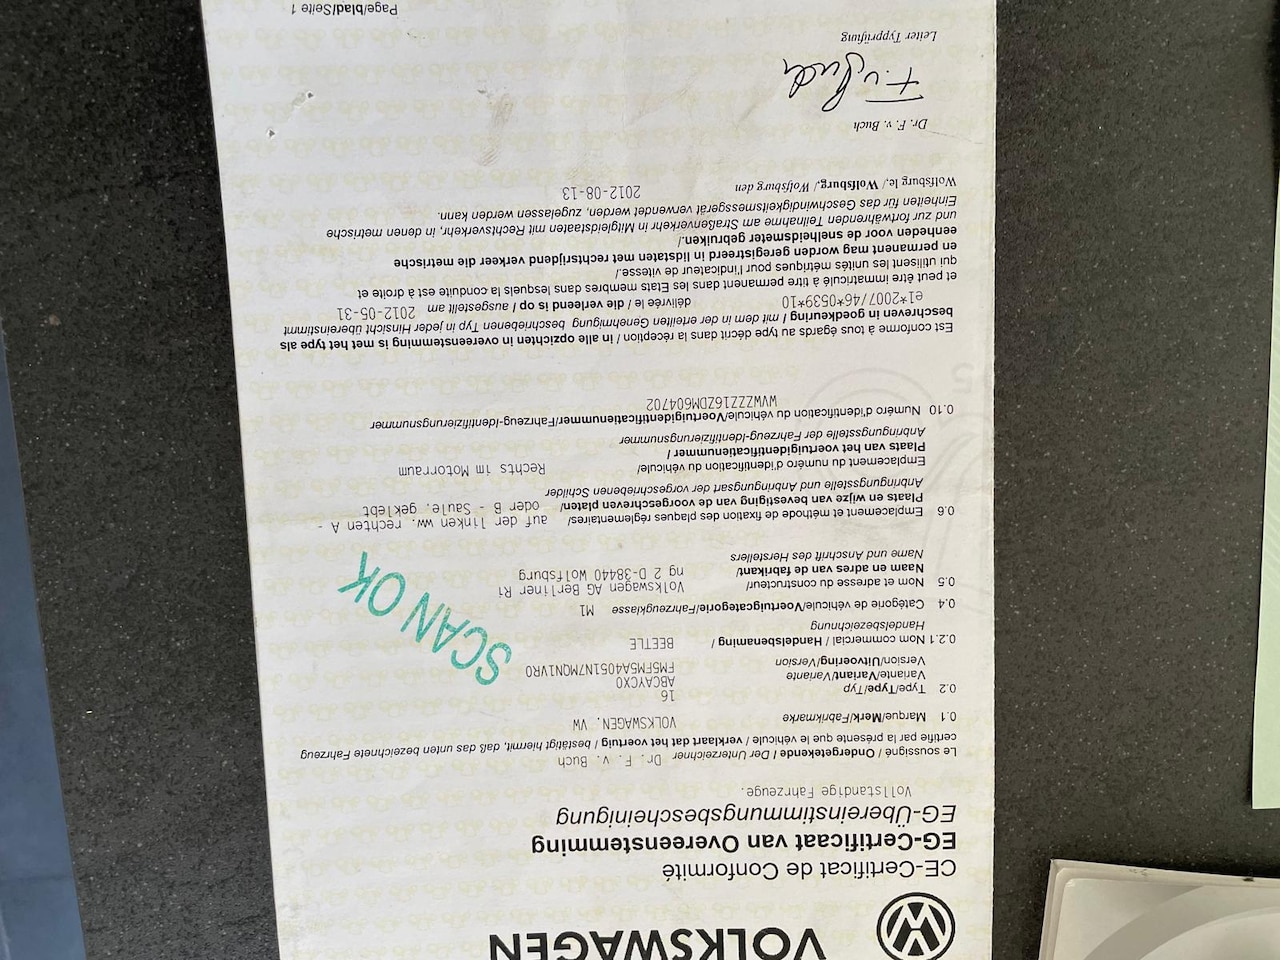 VOLKSWAGEN
CE-Certificat de Conformité
EG-Certificaat van Overeenstemming
EG-Übereinstimmungsbescheinigung
Vollständige Fahrzeuge.
Le soussigné / Ondergetekende / Der Unterzeichner Dr. F. v. Buch
certifie par la présente que le véhicule / verklaart dat het voertuig / bestätigt hiermit, daß das unten bezeichnete Fahrzeug
0.1 Marque/Merk/Fabrikmarke VOLKSWAGEN. VW
0.2 Type/Type/Typ 16
Variante/Variant/Variante ABCAYCX0
Version/Uitvoering/Version FM5FM5A4051N7MQN1VR0
0.2.1 Nom commercial / Handelsbenaming / BEETLE
Handelsbezeichnung
0.4 Catégorie de véhicule/Voertuigcategorie/Fahrzeugklasse M1
0.5 Nom et adresse du constructeur/ Volkswagen AG Berliner Ri
Naam en adres van de fabrikant/ ng 2 D-38440 Wolfsburg
Name und Anschrift des Herstellers
SCAN OK
0.6 Emplacement et méthode de fixation des plaques réglementaires/ auf der linken ww. rechten A -
Plaats en wijze van bevestiging van de voorgeschreven platen/ oder B - Säule, geklebt
Anbringungsstelle und Anbringungsart der vorgeschriebenen Schilder
Emplacement du numéro d'identification du véhicule/ Rechts im Motorraum
Plaats van het voertuigidentificatienummer /
Anbringungsstelle der Fahrzeug-Identifizierungsnummer
0.10 Numéro d'identification du véhicule/Voertuigidentificatienummer/Fahrzeug-Identifizierungsnummer
WVWZZZ16ZDM604702
Est conforme à tous égards au type décrit dans la réception / in alle opzichten in overeenstemming is met het type als
beschreven in goedkeuring / mit dem in der erteilten Genehmigung beschriebenen Typ in jeder Hinsicht übereinstimmt
e1*2007/46*0539*10 délivrée le / die verleend is op / ausgestellt am 2012-05-31
et peut être immatriculé à titre permanent dans les Etats membres dans lesquels la conduite est à droite et
qui utilisent les unités métriques pour l'indicateur de vitesse./
en permanent mag worden geregistreerd in lidstaten met rechtsrijdend verkeer die metrische
eenheden voor de snelheidsmeter gebruiken./
und zur fortwährenden Teilnahme am Straßenverkehr in Mitgliedstaaten mit Rechtsverkehr, in denen metrische
Einheiten für das Geschwindigkeitsmessgerät verwendet werden, zugelassen werden kann.
Wolfsburg le,/ Wolfsburg,/ Wolfsburg den 2012-08-13
Dr. F. v. Buch
F. v. Buch
Leiter Typprüfung
Page/blad/Seite 1